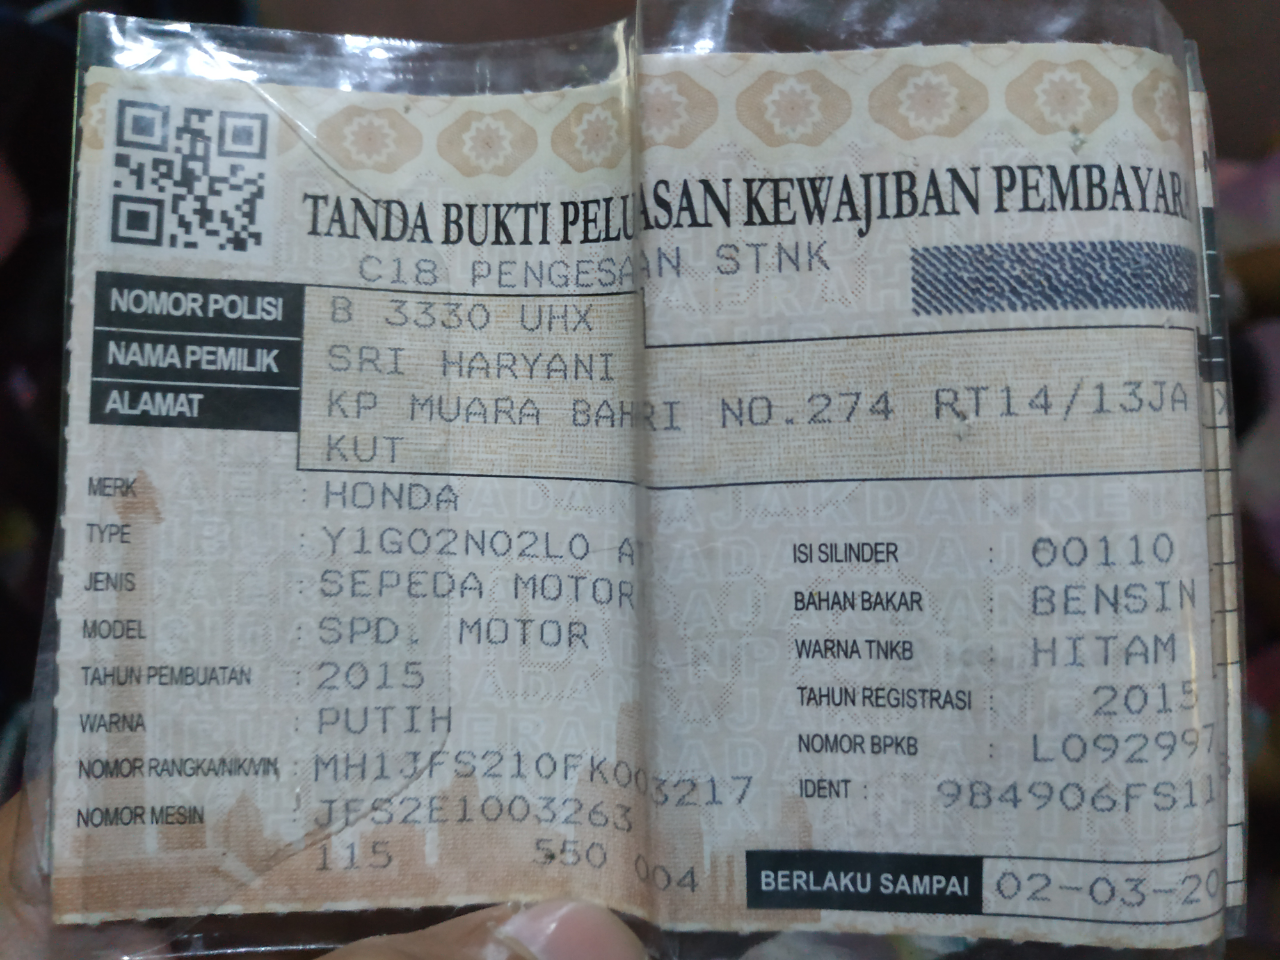 TANDA BUKTI PELUASAN KEWAJIBAN PEMBAYARA
C18 PENGESAAN STNK
NOMOR POLISI B 3330 UHX
NAMA PEMILIK SRI HARYANI
ALAMAT KP MUARA BAHRI NO.274 RT14/13JA
KUT
MERK : HONDA
TYPE : Y1G02N02L0 A
ISI SILINDER : 00110
JENIS : SEPEDA MOTOR
BAHAN BAKAR : BENSIN
MODEL : SPD. MOTOR
WARNA TNKB : HITAM
TAHUN PEMBUATAN : 2015
TAHUN REGISTRASI : 2015
WARNA : PUTIH
NOMOR BPKB : L092997
NOMOR RANGKA/NIK/VIN : MH1JFS210FK003217
IDENT : 984906FS11
NOMOR MESIN : JFS2E1003263
115 550 004
BERLAKU SAMPAI 02-03-20